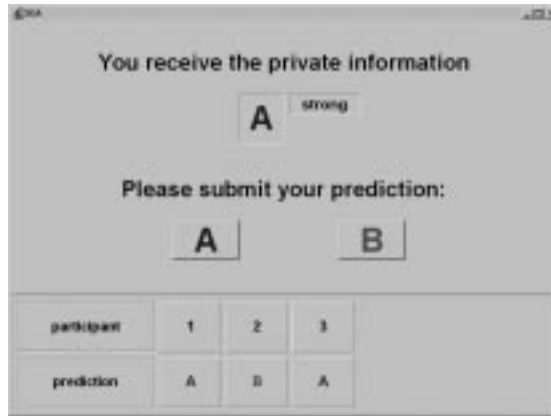 You receive the private information
A strong
Please submit your prediction:
A B
participant 1 2 3
prediction A B A